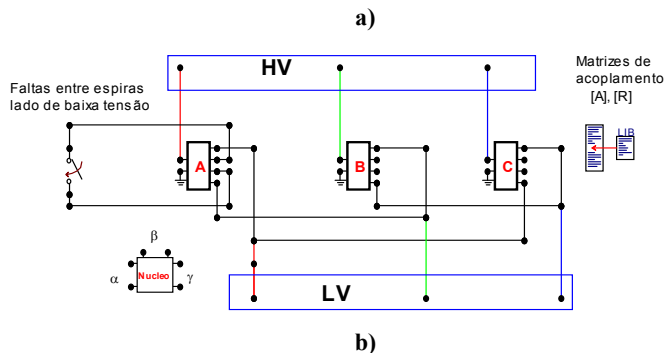 a)
HV
Faltas entre espiras
lado de baixa tensão
Matrizes de
acoplamento
[A], [R]
LIB
A
B
C
β
Nucleo
α
γ
LV
b)